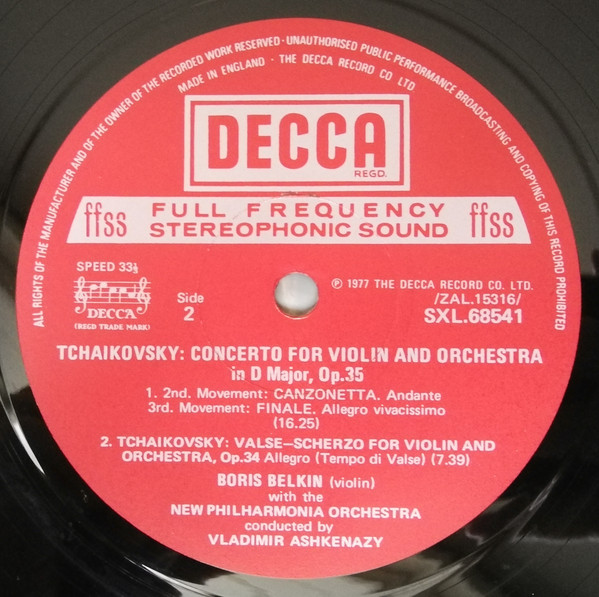 ALL RIGHTS OF THE MANUFACTURER AND OF THE OWNER OF THE RECORDED WORK RESERVED · UNAUTHORISED PUBLIC PERFORMANCE BROADCASTING AND COPYING OF THIS RECORD PROHIBITED
MADE IN ENGLAND · THE DECCA RECORD CO LTD
DECCA
REGD.
ffss FULL FREQUENCY STEREOPHONIC SOUND ffss
SPEED 33⅓
DECCA
(REGD TRADE MARK)
Side
2
℗ 1977 THE DECCA RECORD CO. LTD.
/ZAL.15316/
SXL.68541
TCHAIKOVSKY: CONCERTO FOR VIOLIN AND ORCHESTRA
in D Major, Op.35
1. 2nd. Movement: CANZONETTA. Andante
3rd. Movement: FINALE. Allegro vivacissimo
(16.25)
2. TCHAIKOVSKY: VALSE—SCHERZO FOR VIOLIN AND
ORCHESTRA, Op.34 Allegro (Tempo di Valse) (7.39)
BORIS BELKIN (violin)
with the
NEW PHILHARMONIA ORCHESTRA
conducted by
VLADIMIR ASHKENAZY